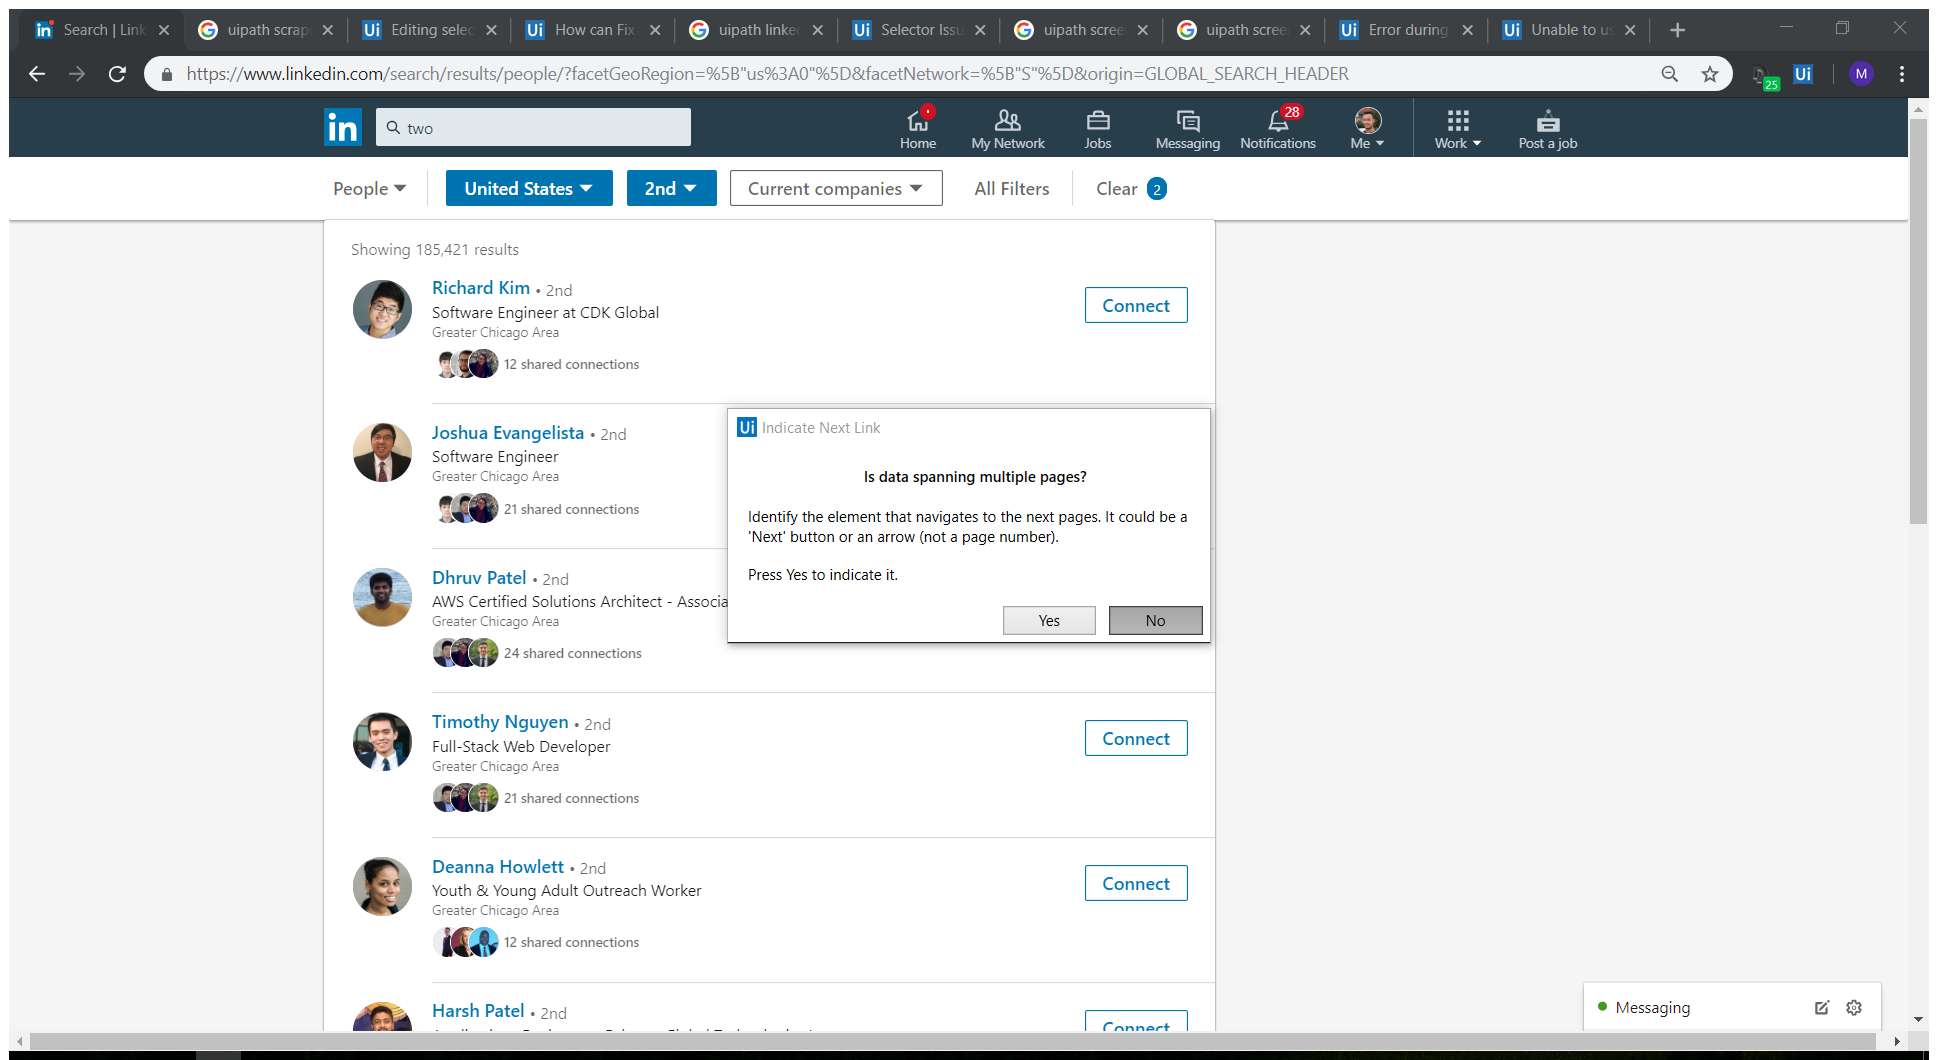 Search | Link
uipath scrap
Editing selec
How can Fix
uipath linked
Selector Issu
uipath scree
uipath scree
Error during
Unable to us
https://www.linkedin.com/search/results/people/?facetGeoRegion=%5B"us%3A0"%5D&facetNetwork=%5B"S"%5D&origin=GLOBAL_SEARCH_HEADER
25
Ui
M
in
two
Home
My Network
Jobs
Messaging
28
Notifications
Me
Work
Post a job
People
United States
2nd
Current companies
All Filters
Clear 2
Showing 185,421 results
Richard Kim • 2nd
Software Engineer at CDK Global
Greater Chicago Area
12 shared connections
Connect
Joshua Evangelista • 2nd
Software Engineer
Greater Chicago Area
21 shared connections
Ui Indicate Next Link
Is data spanning multiple pages?
Identify the element that navigates to the next pages. It could be a
'Next' button or an arrow (not a page number).
Press Yes to indicate it.
Yes
No
Dhruv Patel • 2nd
AWS Certified Solutions Architect - Associa
Greater Chicago Area
24 shared connections
Timothy Nguyen • 2nd
Full-Stack Web Developer
Greater Chicago Area
21 shared connections
Connect
Deanna Howlett • 2nd
Youth & Young Adult Outreach Worker
Greater Chicago Area
12 shared connections
Connect
Harsh Patel • 2nd
Connect
Messaging